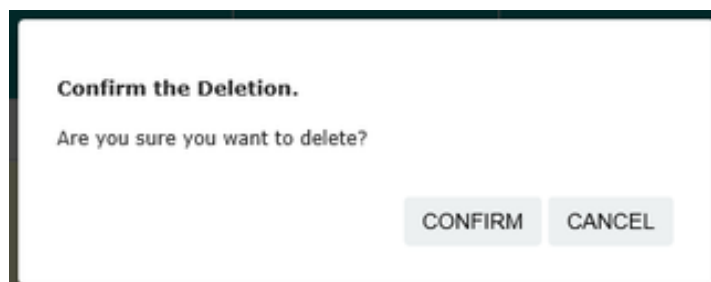 Confirm the Deletion.
Are you sure you want to delete?
CONFIRM CANCEL